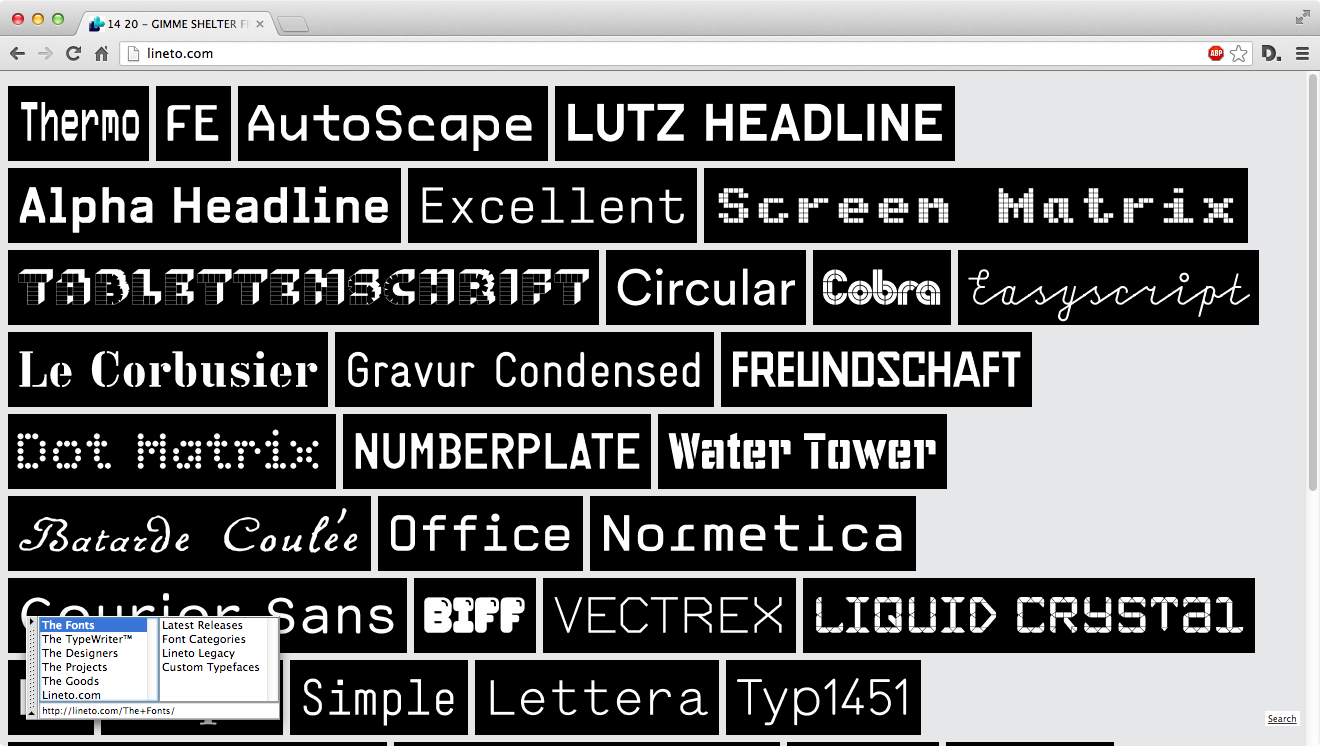 14 20 – GIMME SHELTER FR
lineto.com
ABP
Thermo FE AutoScape LUTZ HEADLINE
Alpha Headline Excellent Screen Matrix
TABLETTENSCHRIFT Circular Cobra Easyscript
Le Corbusier Gravur Condensed FREUNDSCHAFT
Dot Matrix NUMBERPLATE Water Tower
Batarde Coulée Office Normetica
Courier Sans BIFF VECTREX LIQUID CRYSTAL
Simple Lettera Typ1451
The Fonts
The TypeWriter™
The Designers
The Projects
The Goods
Lineto.com
Latest Releases
Font Categories
Lineto Legacy
Custom Typefaces
http://lineto.com/The+Fonts/
Search